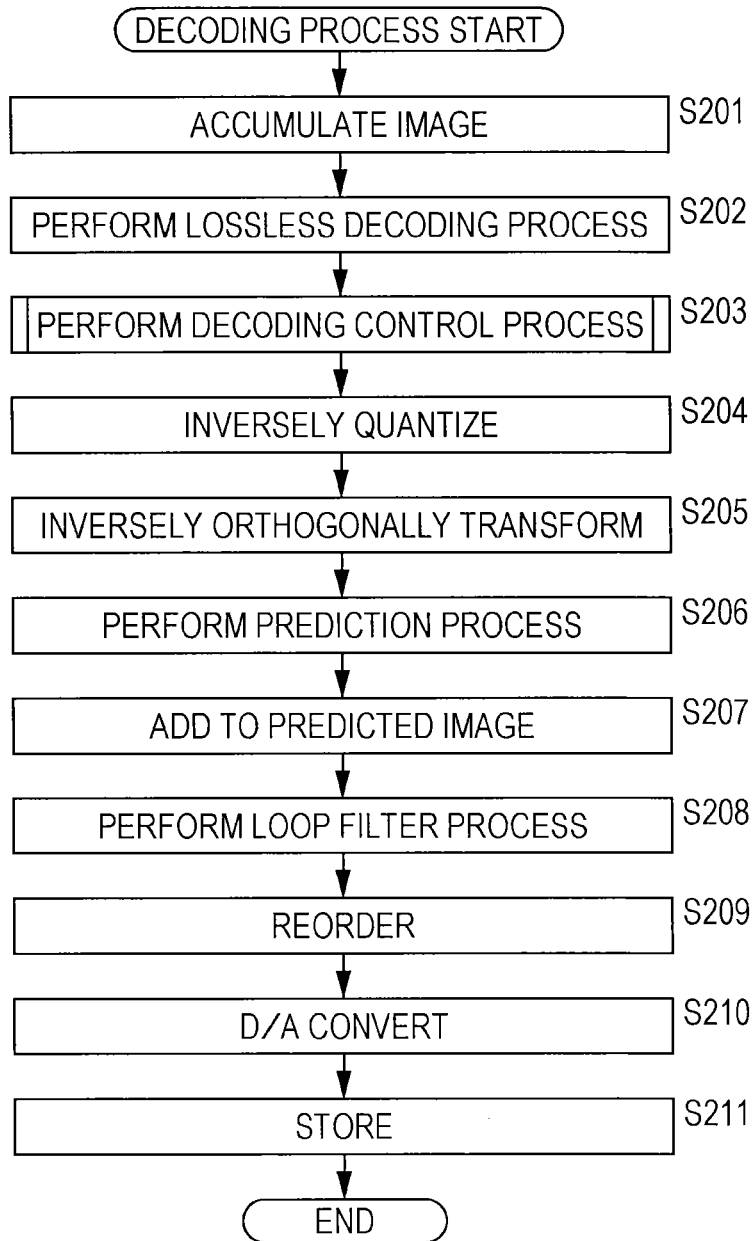 DECODING PROCESS START
ACCUMULATE IMAGE
S201
PERFORM LOSSLESS DECODING PROCESS
S202
PERFORM DECODING CONTROL PROCESS
S203
INVERSELY QUANTIZE
S204
INVERSELY ORTHOGONALLY TRANSFORM
S205
PERFORM PREDICTION PROCESS
S206
ADD TO PREDICTED IMAGE
S207
PERFORM LOOP FILTER PROCESS
S208
REORDER
S209
D/A CONVERT
S210
STORE
S211
END